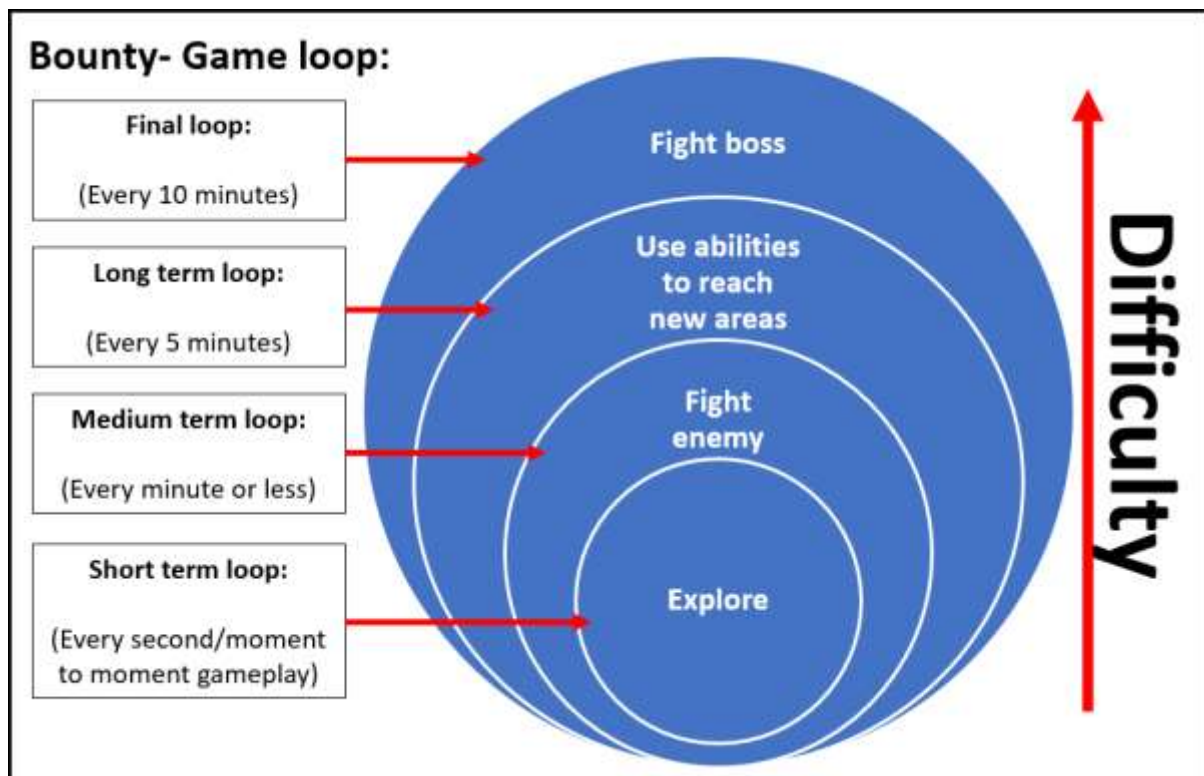 Bounty- Game loop:
Final loop:
(Every 10 minutes)
Long term loop:
(Every 5 minutes)
Medium term loop:
(Every minute or less)
Short term loop:
(Every second/moment
to moment gameplay)
Fight boss
Use abilities
to reach
new areas
Fight
enemy
Explore
Difficulty